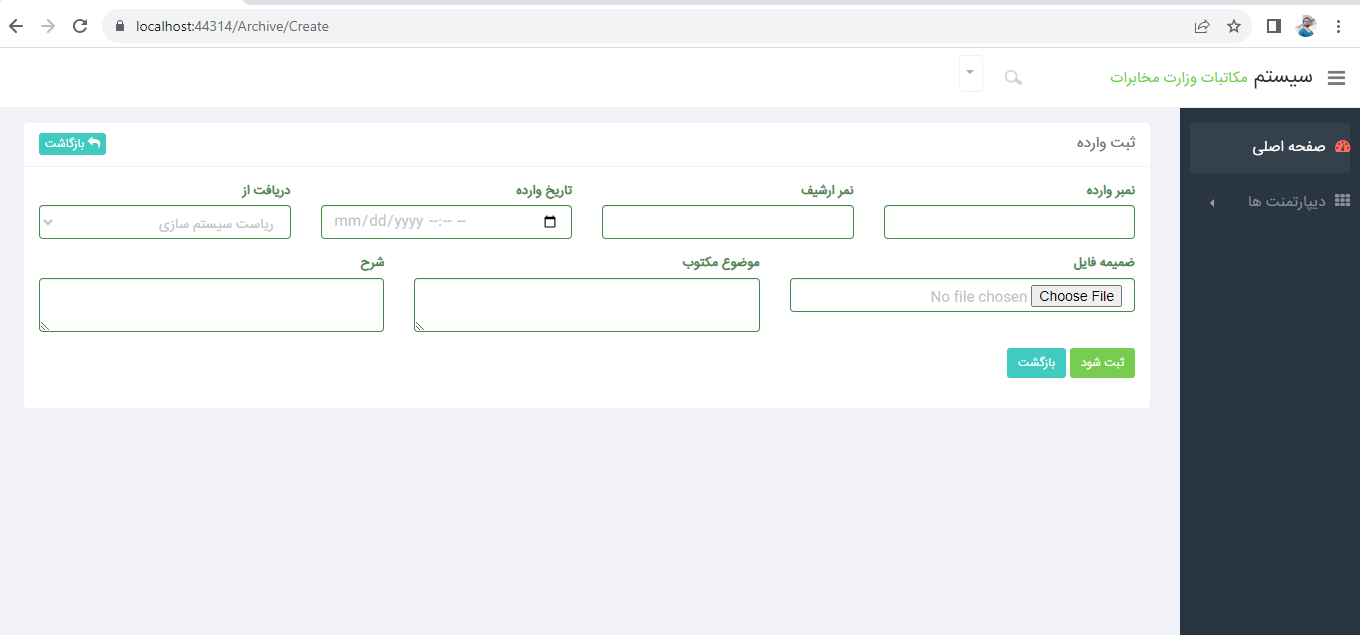 localhost:44314/Archive/Create
سیستم مکاتبات وزارت مخابرات
صفحه اصلی
دیپارتمنت ها
ثبت وارده
بازگاشت
نمبر وارده
نمر ارشیف
تاریخ وارده
دریافت از
mm/dd/yyyy --:-- --
ریاست سیستم سازی
ضمیمه فایل
موضوع مکتوب
شرح
Choose File No file chosen
ثبت شود
بازگشت